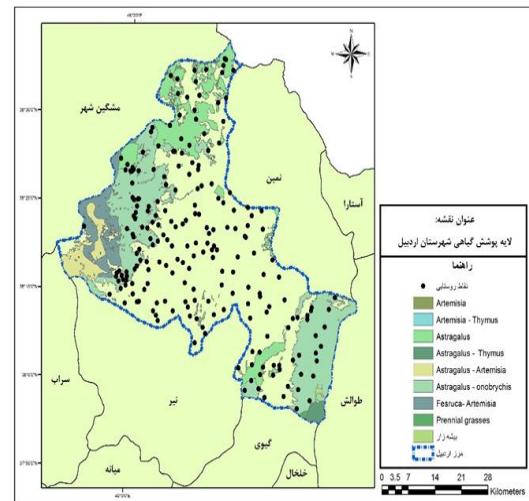 مشگین شهر
نمین
آستارا
سراب
نیر
طوالش
گیوی
میانه
خلخال
عنوان نقشه:
لایه پوشش گیاهی شهرستان اردبیل
راهنما
نقاط روستایی
Artemisia
Artemisia - Thymus
Astragalus
Astragalus - Thymus
Astragalus - Artemisia
Astragalus - onobrychis
Fesruca- Artemisia
Prennial grasses
بیشه زار
مرز اردبیل
0 3.5 7 14 21 28
Kilometers